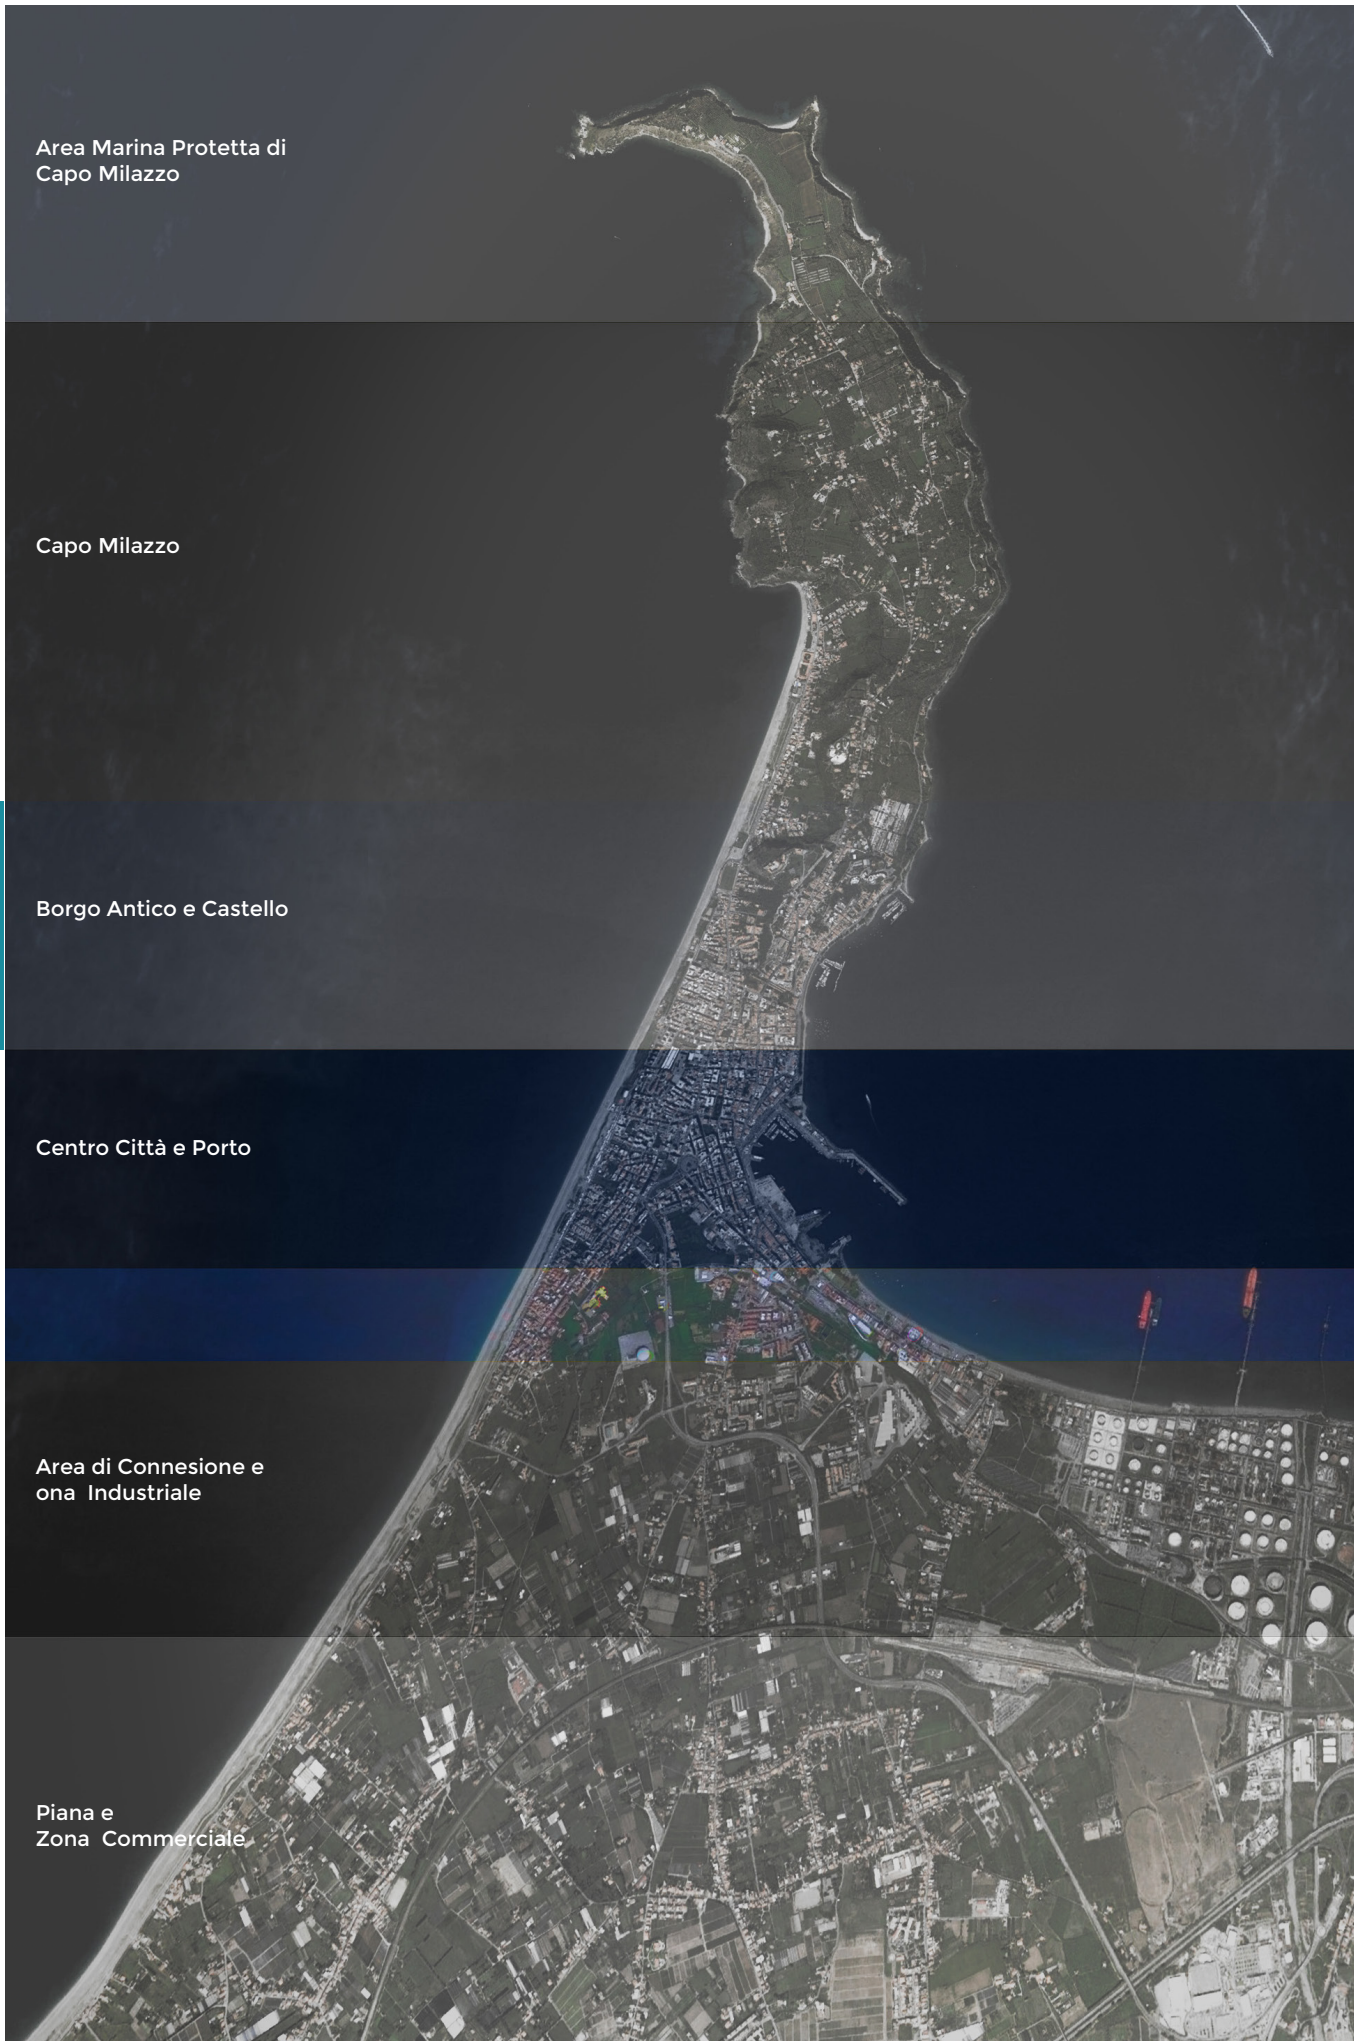 Area Marina Protetta di
Capo Milazzo
Capo Milazzo
Borgo Antico e Castello
Centro Città e Porto
Area di Connesione e
ona Industriale
Piana e
Zona Commerciale